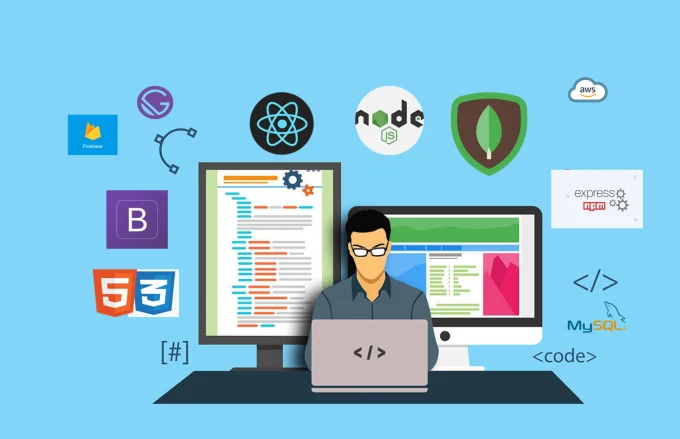 aws
node
JS
Firebase
express
npm
B
</>
5
3
MySQL
[#]
</>
<code>